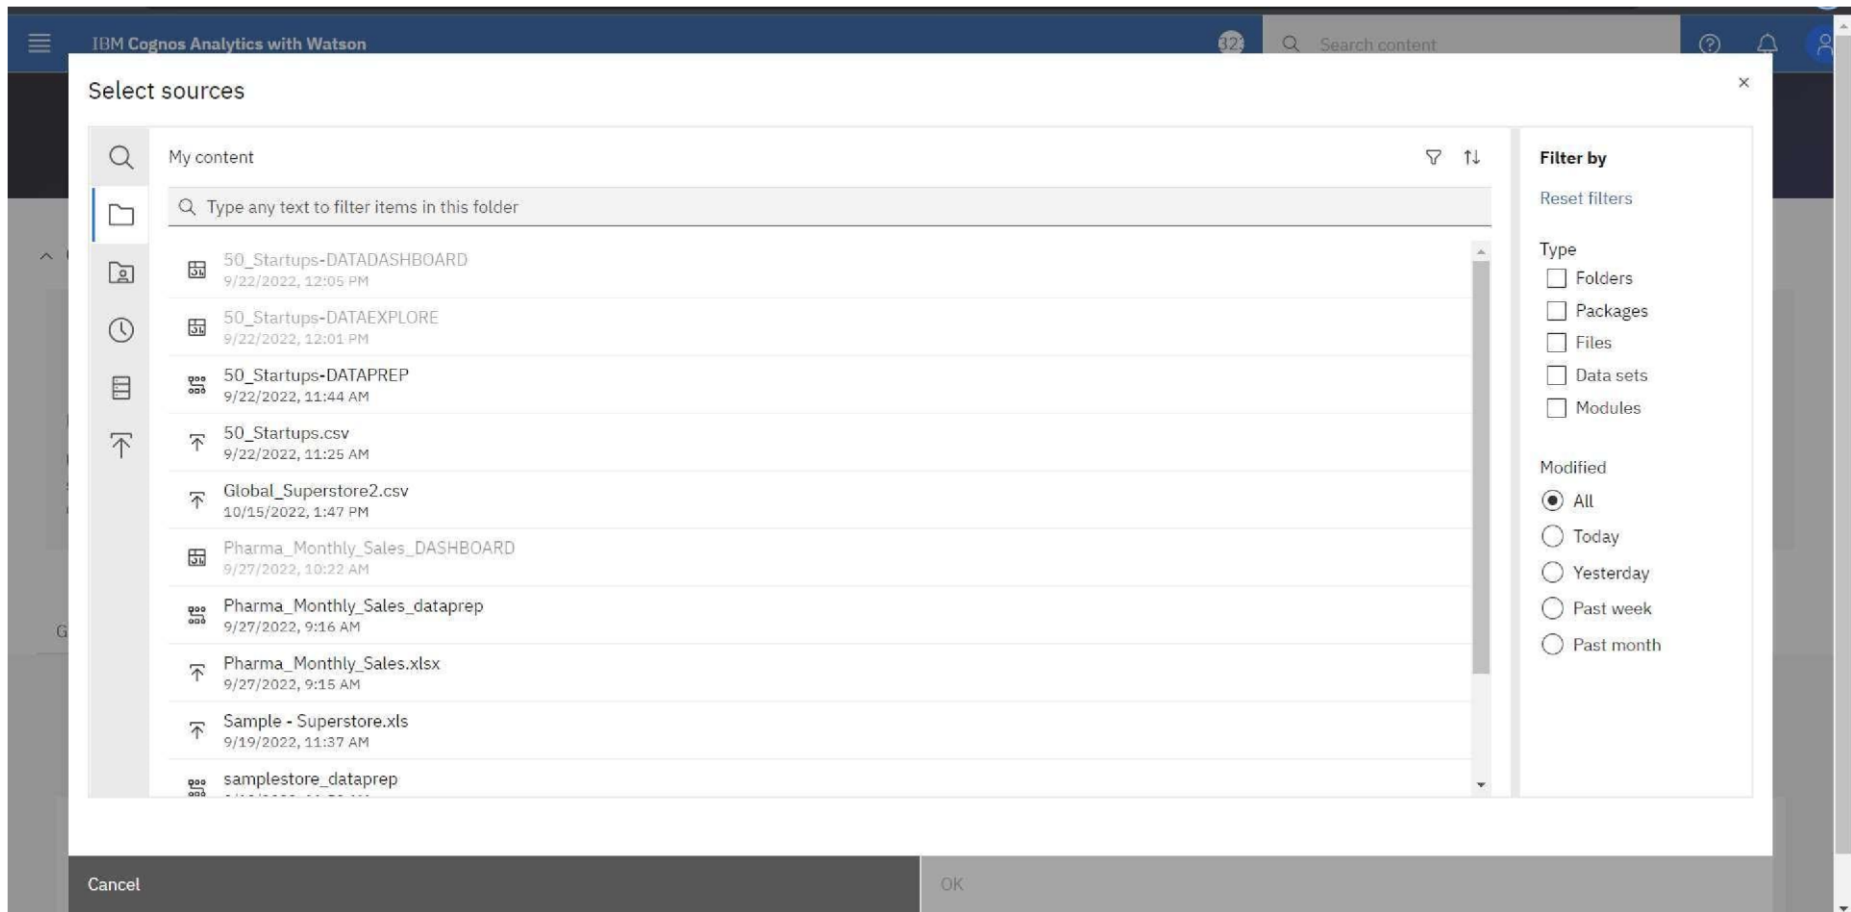 IBM Cognos Analytics with Watson
323
Search content
Select sources
My content
Type any text to filter items in this folder
50_Startups-DATADASHBOARD
9/22/2022, 12:05 PM
50_Startups-DATAEXPLORE
9/22/2022, 12:01 PM
50_Startups-DATAPREP
9/22/2022, 11:44 AM
50_Startups.csv
9/22/2022, 11:25 AM
Global_Superstore2.csv
10/15/2022, 1:47 PM
Pharma_Monthly_Sales_DASHBOARD
9/27/2022, 10:22 AM
Pharma_Monthly_Sales_dataprep
9/27/2022, 9:16 AM
Pharma_Monthly_Sales.xlsx
9/27/2022, 9:15 AM
Sample - Superstore.xls
9/19/2022, 11:37 AM
samplestore_dataprep
Filter by
Reset filters
Type
Folders
Packages
Files
Data sets
Modules
Modified
All
Today
Yesterday
Past week
Past month
Cancel
OK